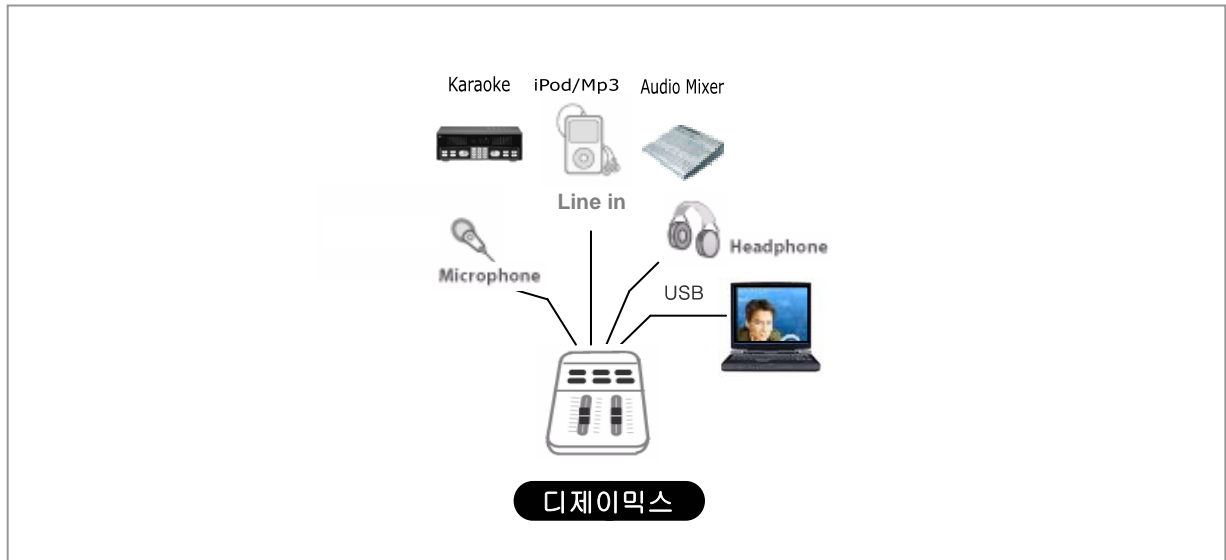 Karaoke iPod/Mp3 Audio Mixer
Line in
Headphone
Microphone
USB
디제이믹스